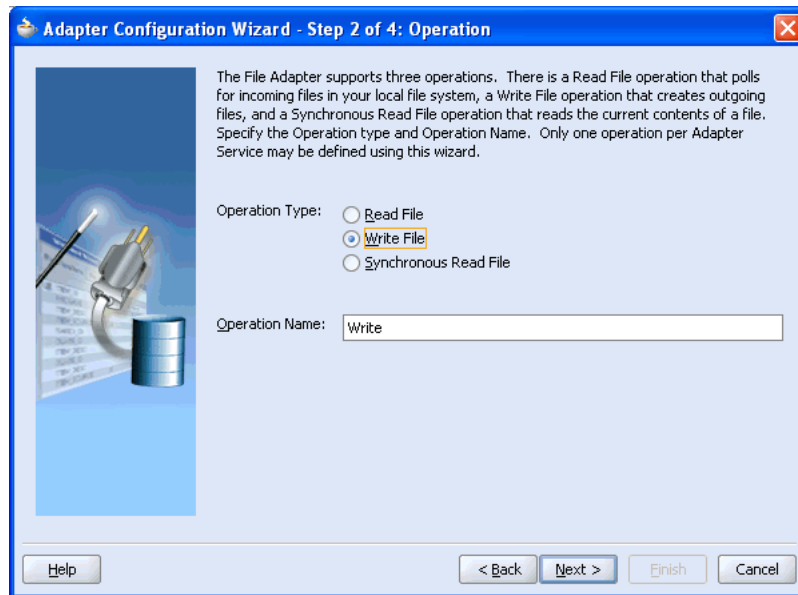 Adapter Configuration Wizard - Step 2 of 4: Operation
The File Adapter supports three operations. There is a Read File operation that polls
for incoming files in your local file system, a Write File operation that creates outgoing
files, and a Synchronous Read File operation that reads the current contents of a file.
Specify the Operation type and Operation Name. Only one operation per Adapter
Service may be defined using this wizard.
Operation Type:
Read File
Write File
Synchronous Read File
Operation Name:
Write
Help
< Back
Next >
Finish
Cancel